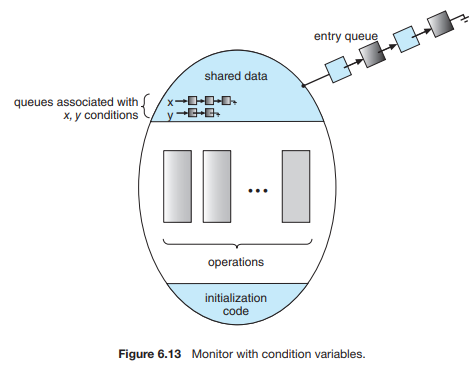 entry queue
shared data
queues associated with
x, y conditions
x
y
operations
initialization
code
Figure 6.13 Monitor with condition variables.